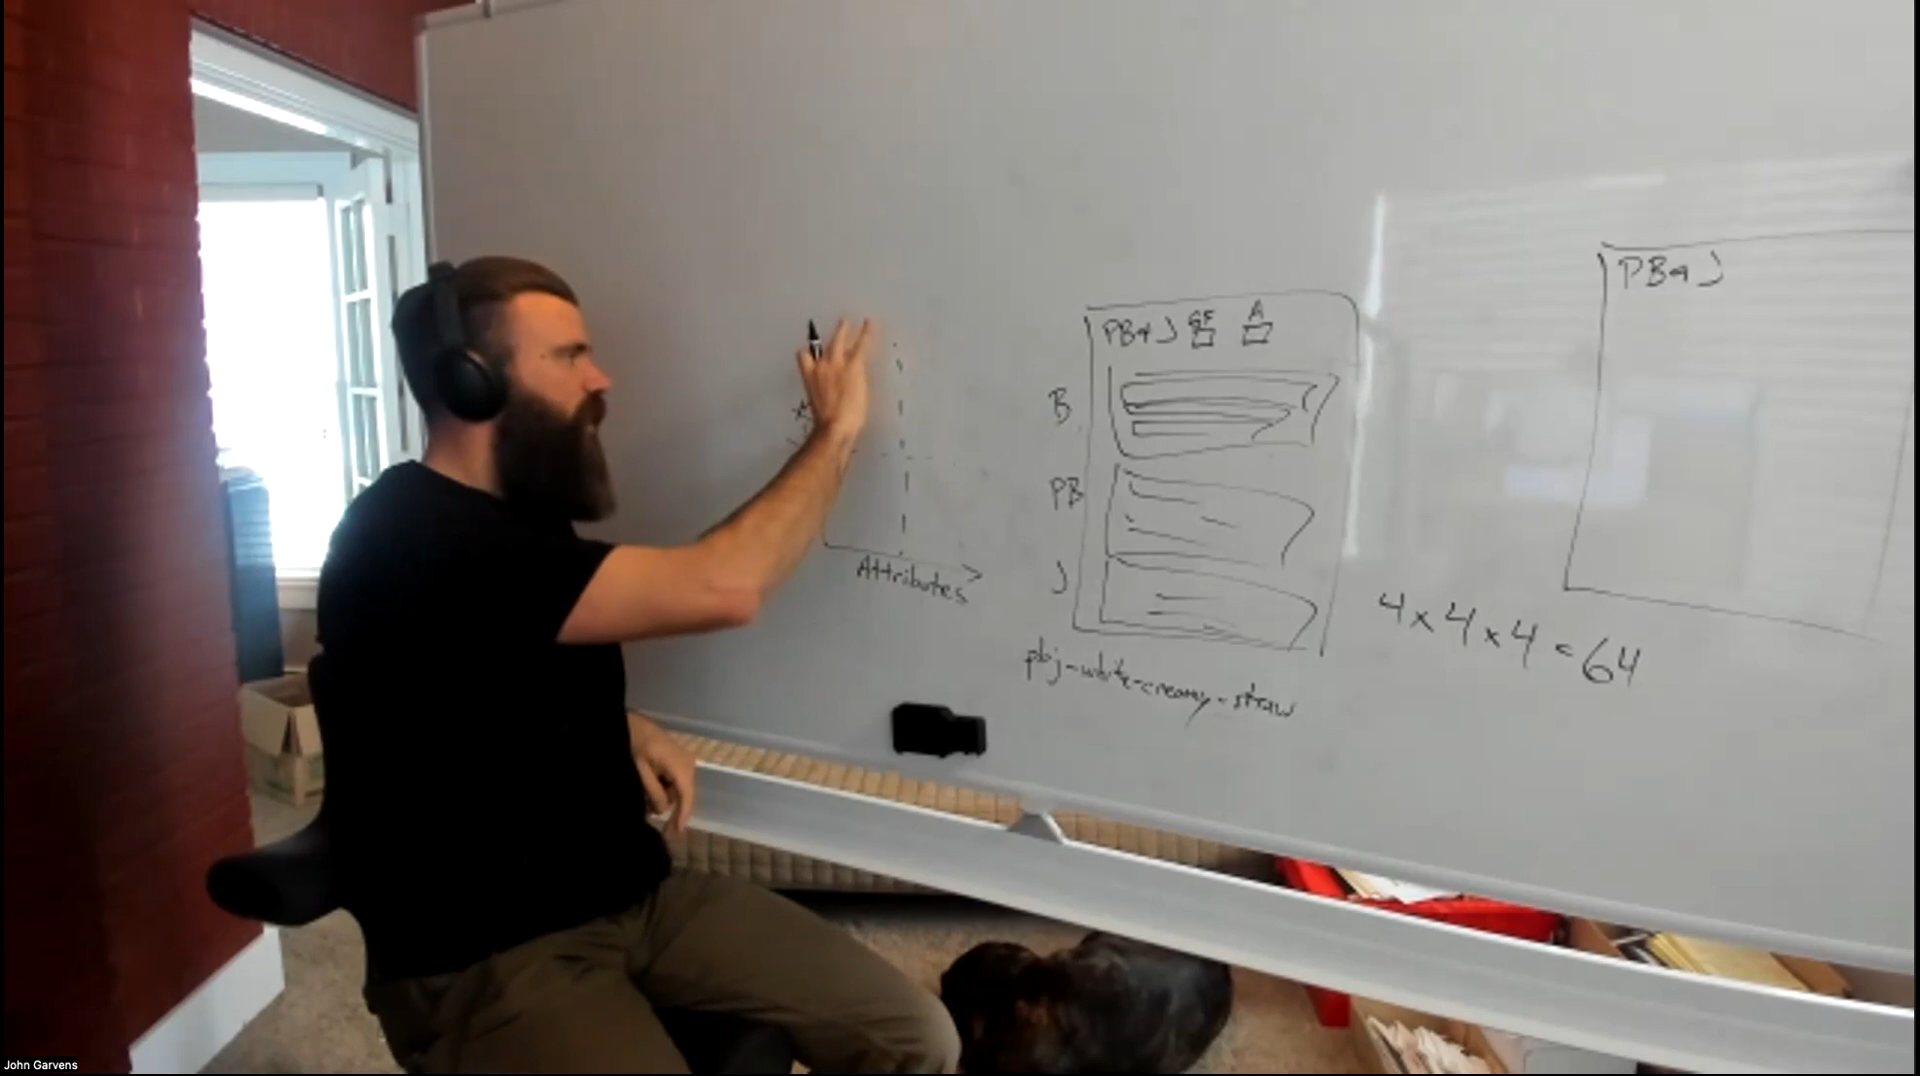 PB&J GF A
B
PB
J
pbj-white-creamy-straw
Attributes
4x4x4=64
PB&J
John Garvens